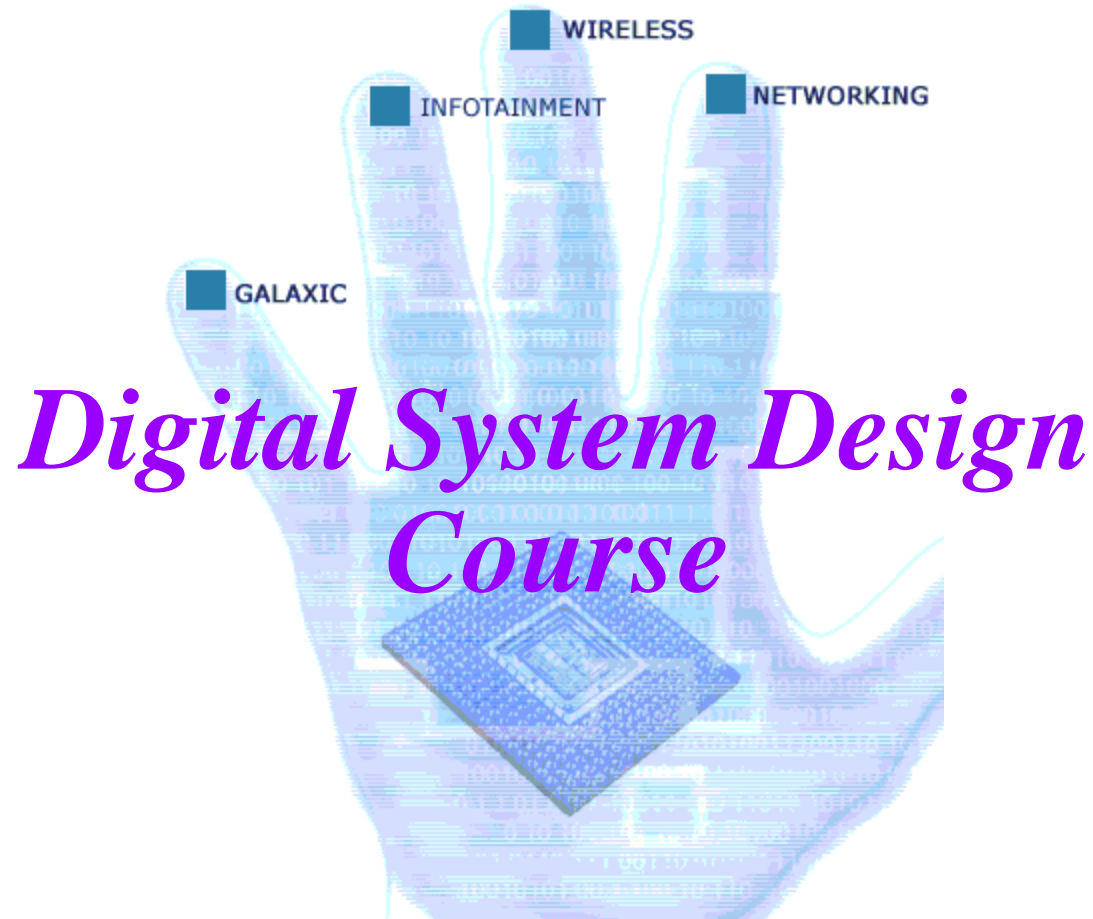 WIRELESS
NETWORKING
INFOTAINMENT
GALAXIC
Digital System Design
Course